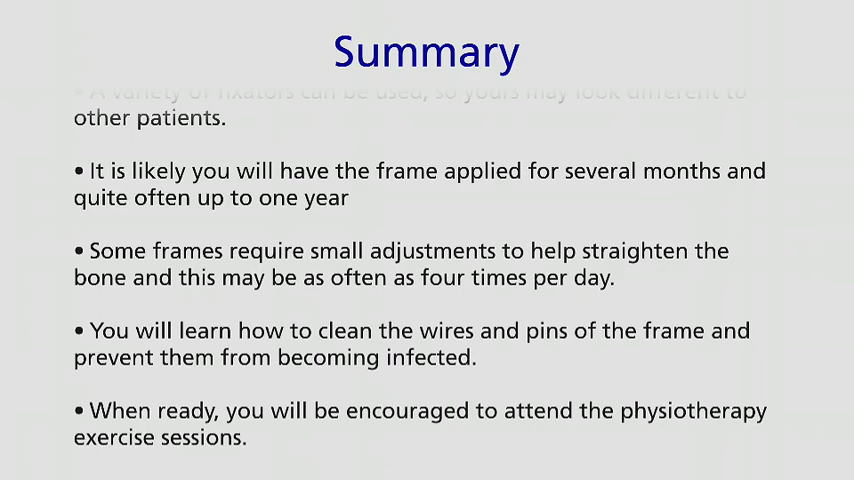 Summary
• A variety of fixators can be used, so yours may look different to
other patients.
• It is likely you will have the frame applied for several months and
quite often up to one year
• Some frames require small adjustments to help straighten the
bone and this may be as often as four times per day.
• You will learn how to clean the wires and pins of the frame and
prevent them from becoming infected.
• When ready, you will be encouraged to attend the physiotherapy
exercise sessions.